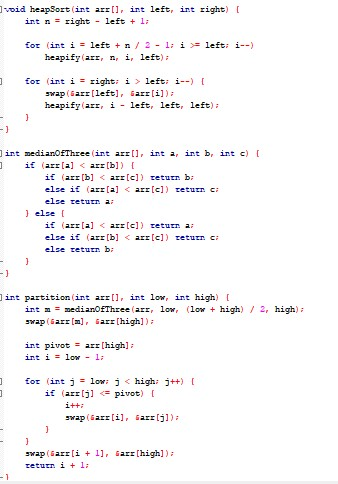 void heapSort(int arr[], int left, int right) {
    int n = right - left + 1;

    for (int i = left + n / 2 - 1; i >= left; i--)
        heapify(arr, n, i, left);

    for (int i = right; i > left; i--) {
        swap(&arr[left], &arr[i]);
        heapify(arr, i - left, left, left);
    }
}

int medianOfThree(int arr[], int a, int b, int c) {
    if (arr[a] < arr[b]) {
        if (arr[b] < arr[c]) return b;
        else if (arr[a] < arr[c]) return c;
        else return a;
    } else {
        if (arr[a] < arr[c]) return a;
        else if (arr[b] < arr[c]) return c;
        else return b;
    }
}

int partition(int arr[], int low, int high) {
    int m = medianOfThree(arr, low, (low + high) / 2, high);
    swap(&arr[m], &arr[high]);

    int pivot = arr[high];
    int i = low - 1;

    for (int j = low; j < high; j++) {
        if (arr[j] <= pivot) {
            i++;
            swap(&arr[i], &arr[j]);
        }
    }
    swap(&arr[i + 1], &arr[high]);
    return i + 1;
}